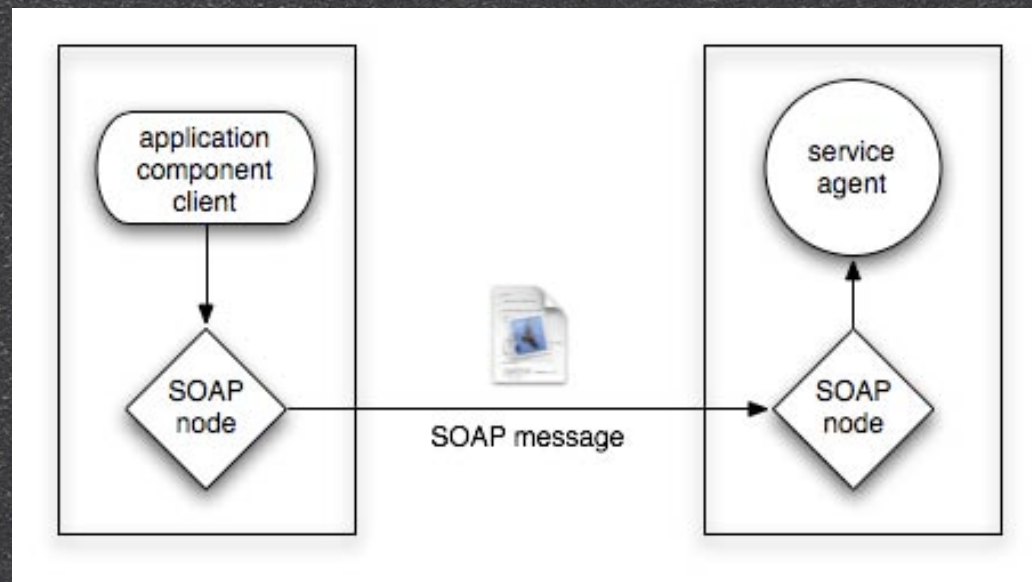 application
component
client
service
agent
SOAP
node
SOAP message
SOAP
node